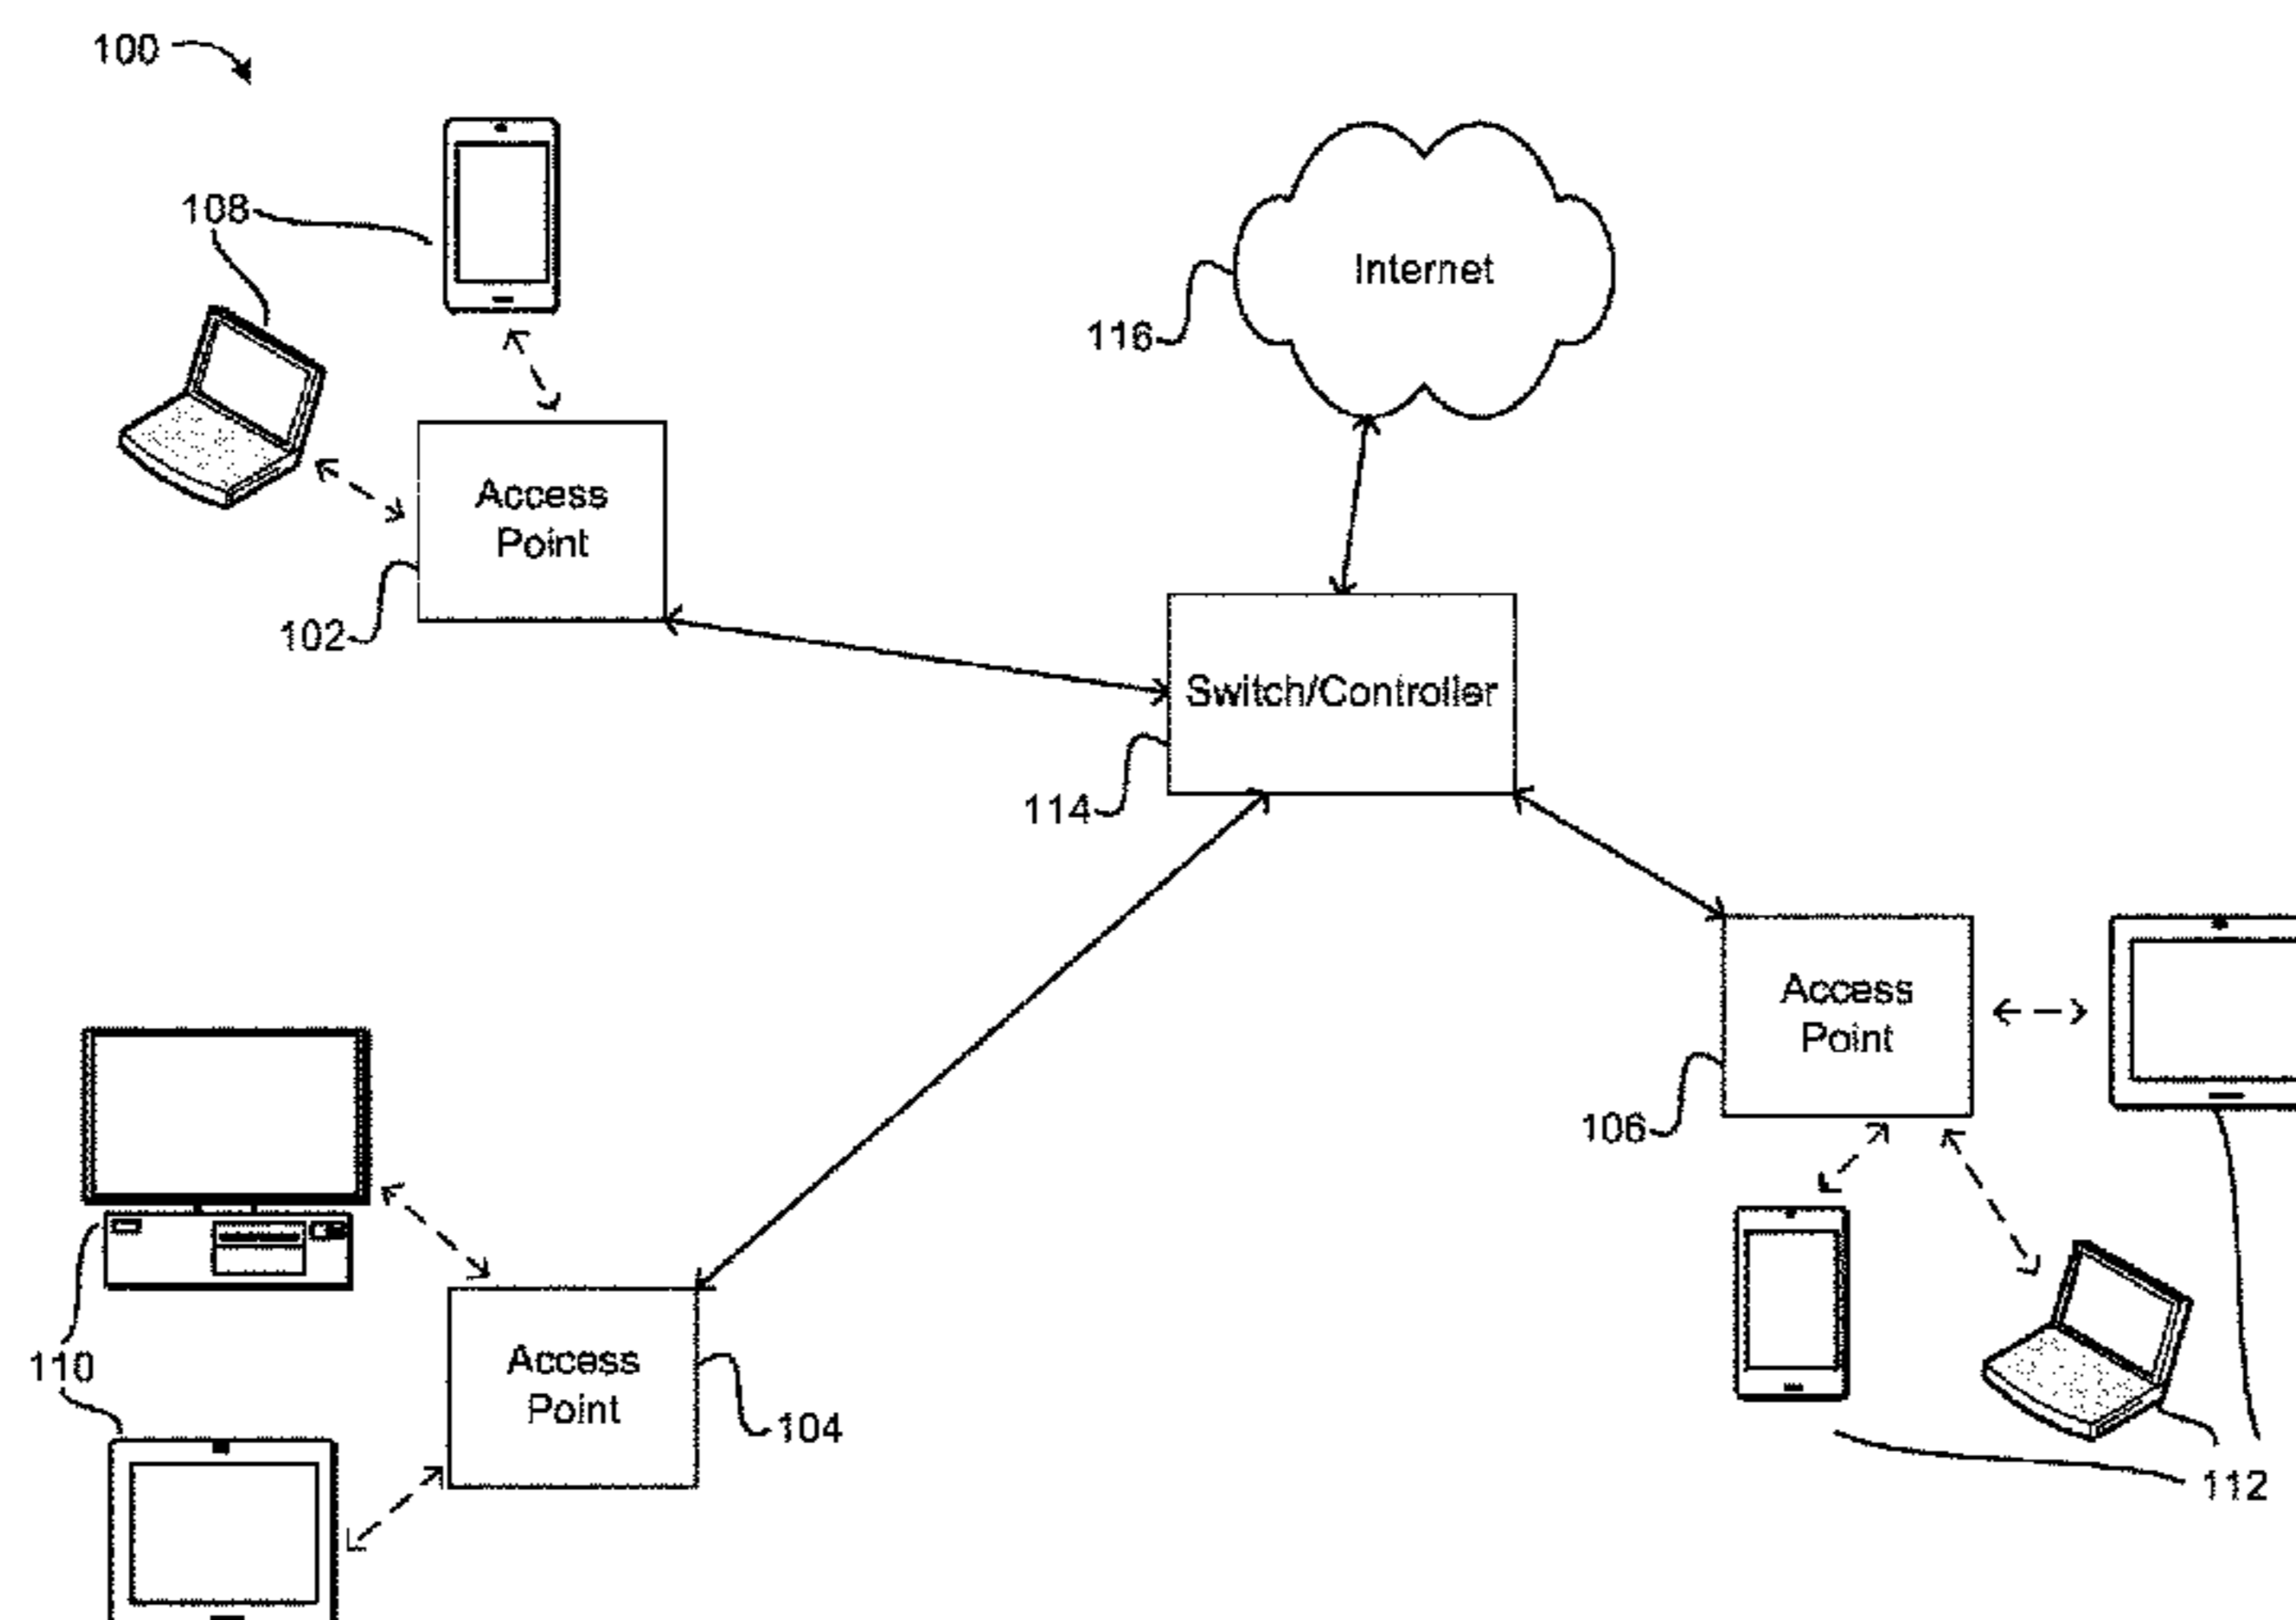 100
108
Internet
116
Access
Point
102
Switch/Controller
114
Access
Point
106
110
Access
Point
104
112